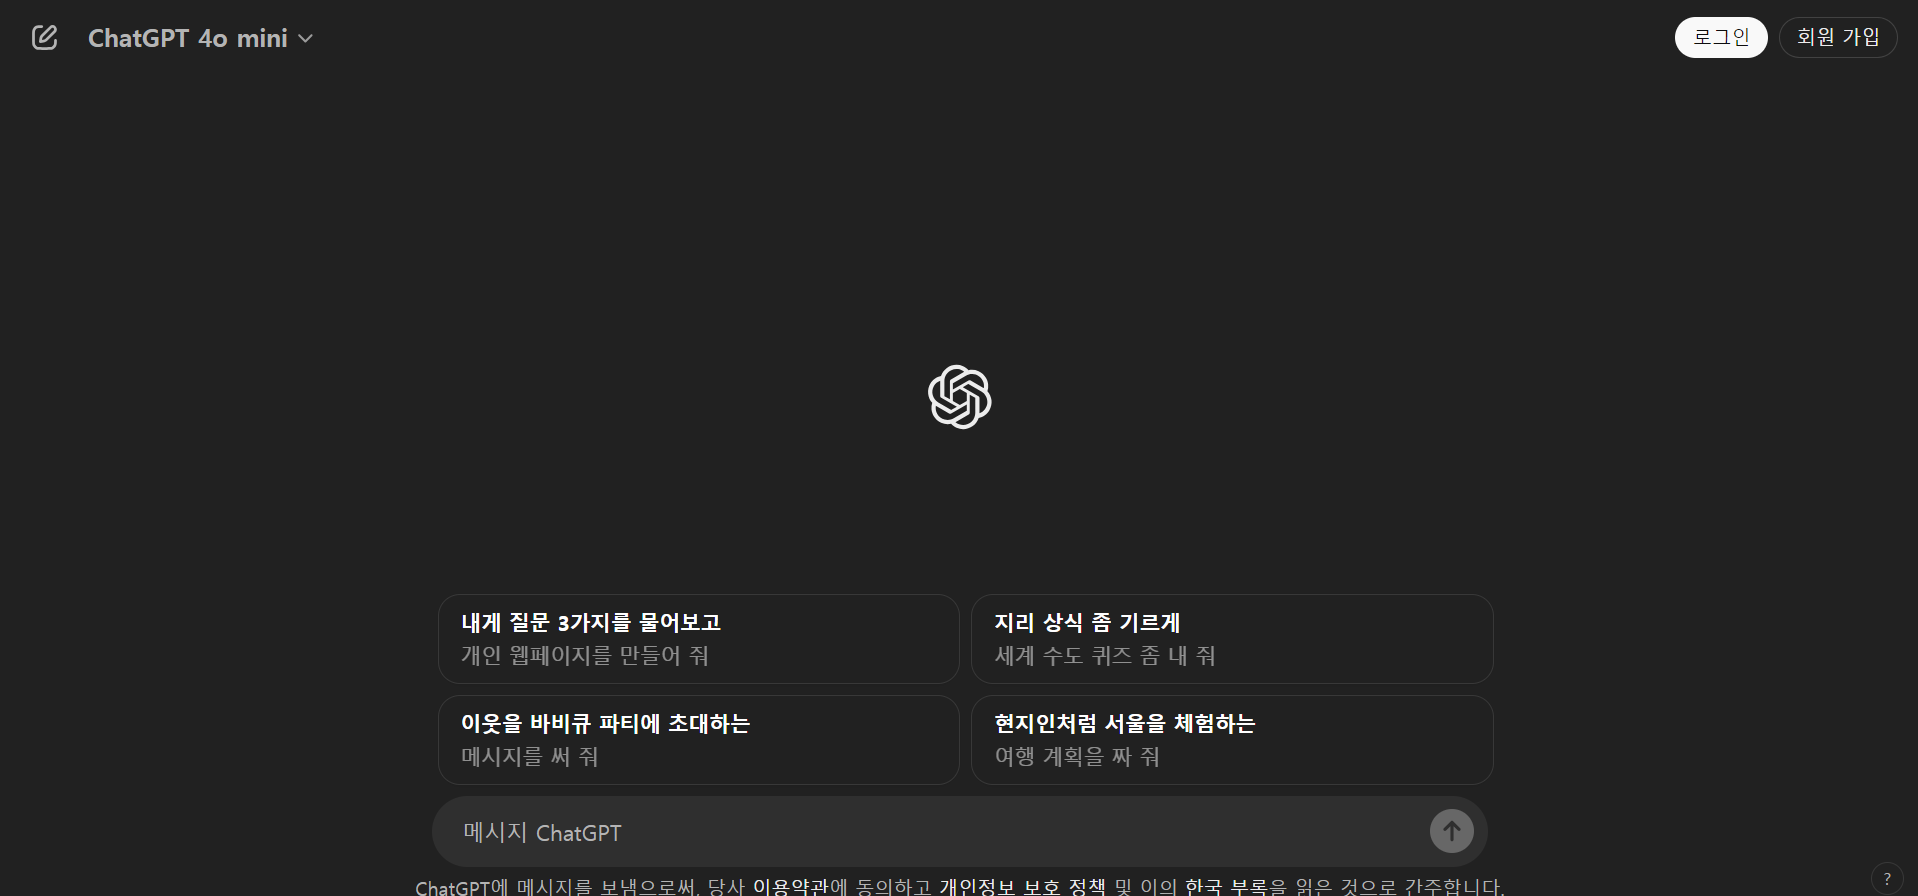 ChatGPT 4o mini
로그인
회원 가입
내게 질문 3가지를 물어보고
개인 웹페이지를 만들어 줘
지리 상식 좀 기르게
세계 수도 퀴즈 좀 내 줘
이웃을 바비큐 파티에 초대하는
메시지를 써 줘
현지인처럼 서울을 체험하는
여행 계획을 짜 줘
메시지 ChatGPT
ChatGPT에 메시지를 보냄으로써, 당사 이용약관에 동의하고 개인정보 보호 정책 및 이의 한국 부록을 읽은 것으로 간주합니다.
?